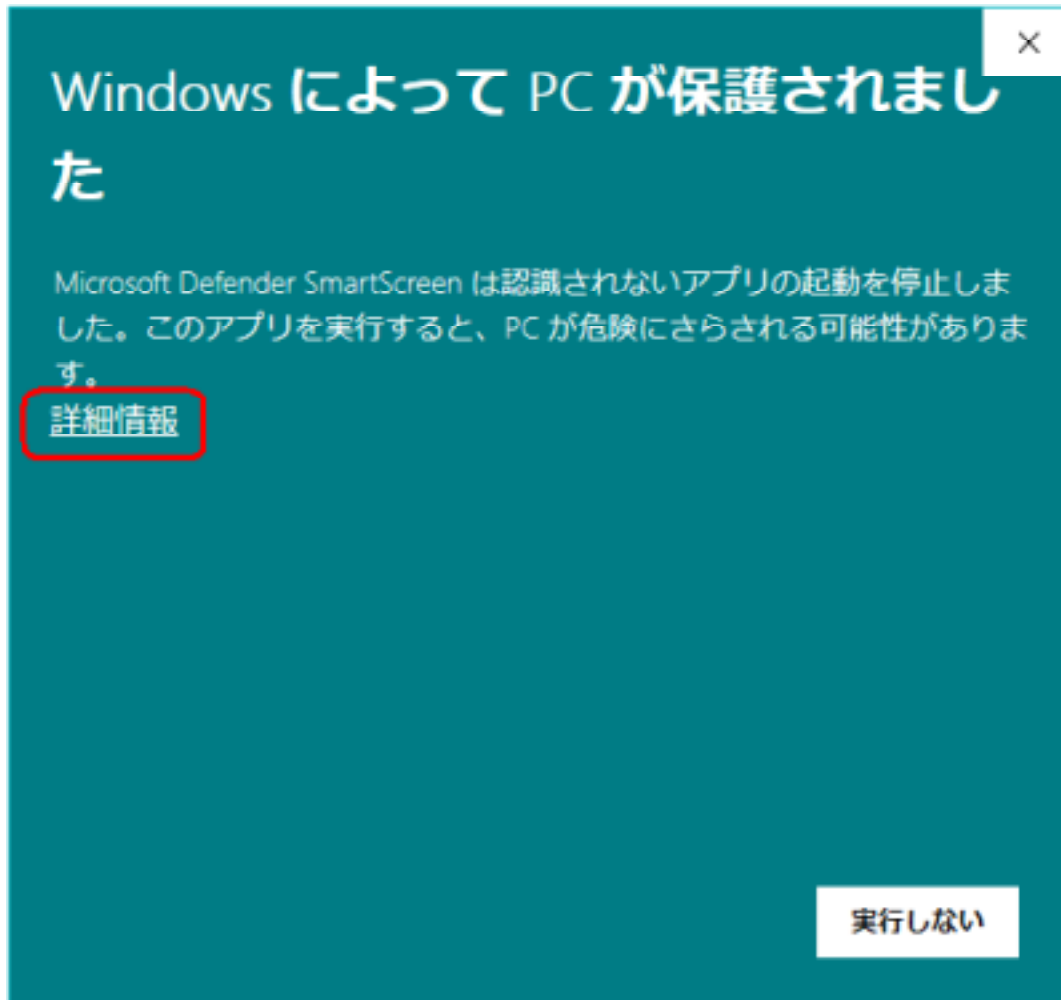 Windows によって PC が保護されまし
た
Microsoft Defender SmartScreen は認識されないアプリの起動を停止しま
した。このアプリを実行すると、PC が危険にさらされる可能性がありま
す。
詳細情報
実行しない